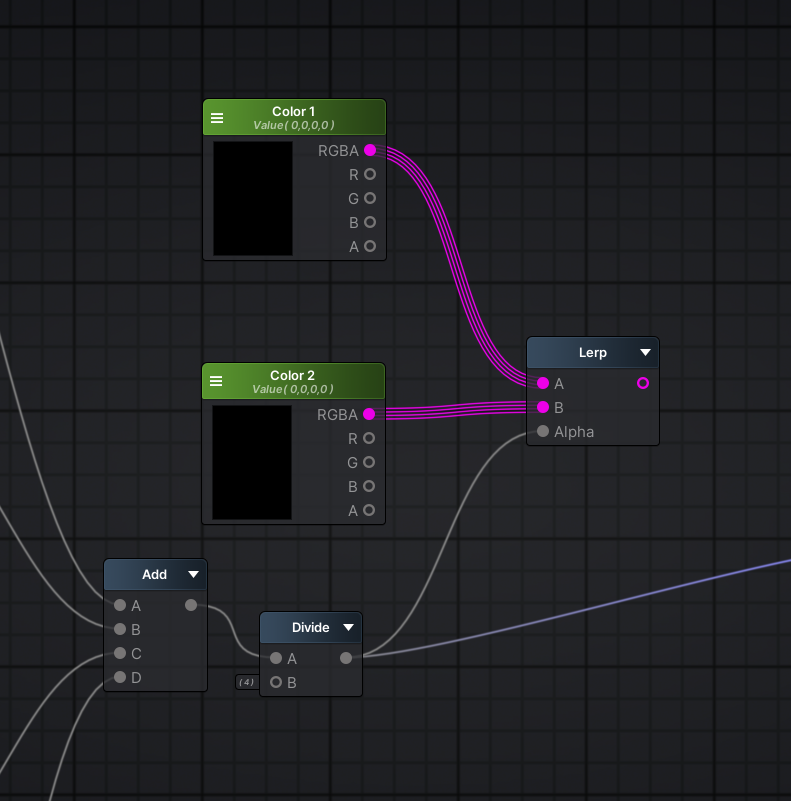 Color 1
Value( 0,0,0,0 )
RGBA
R
G
B
A
Color 2
Value( 0,0,0,0 )
RGBA
R
G
B
A
Lerp
A
B
Alpha
Add
A
B
C
D
Divide
A
(4) B